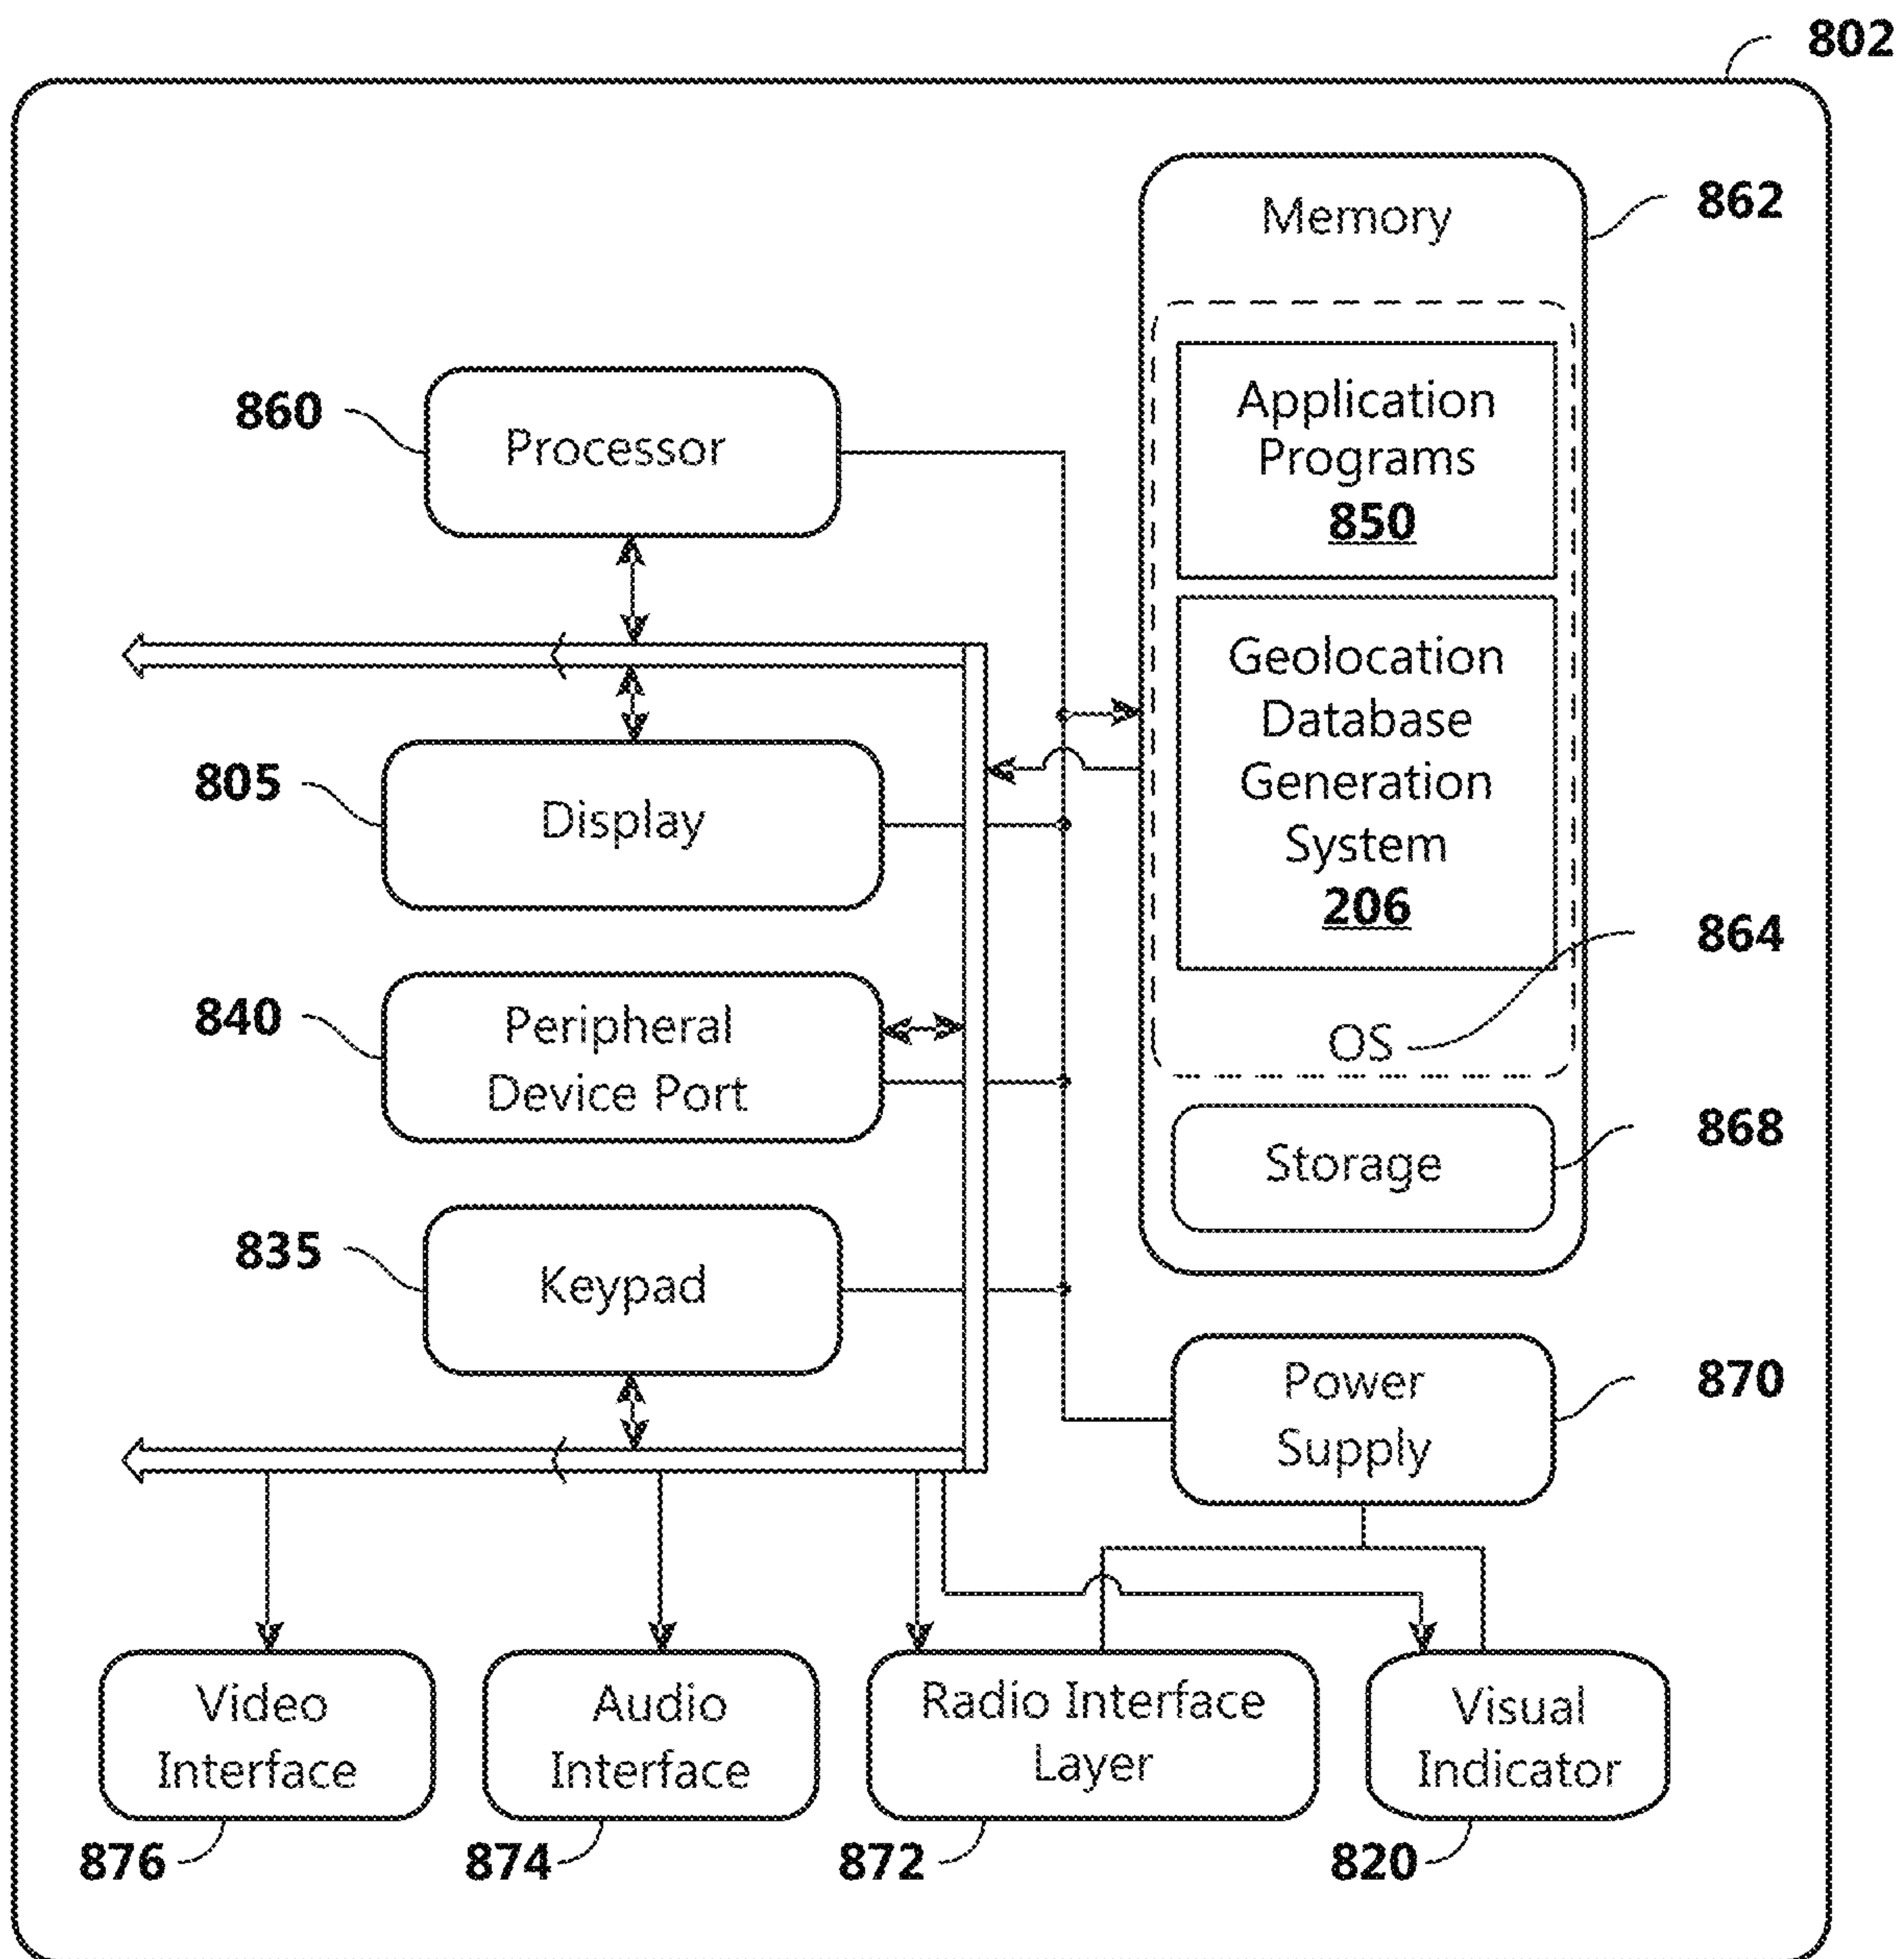 802
Memory
862
Application
Programs
850
860
Processor
Geolocation
Database
Generation
System
206
805
Display
864
840
Peripheral
Device Port
OS
868
Storage
835
Keypad
Power
Supply
870
Video
Interface
Audio
Interface
Radio Interface
Layer
Visual
Indicator
876
874
872
820